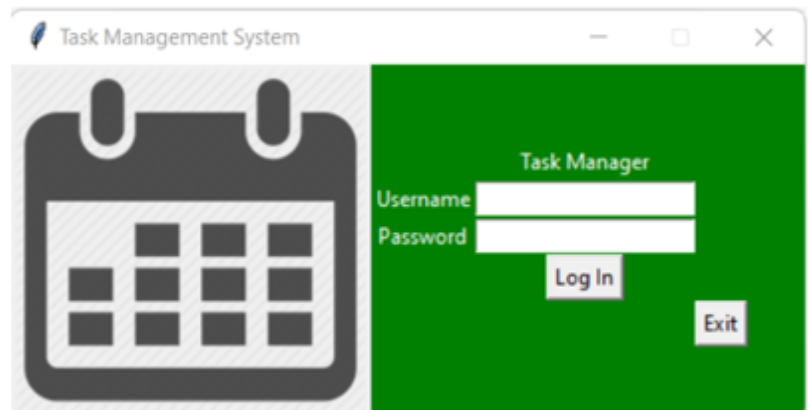 Task Management System
Task Manager
Username
Password
Log In
Exit